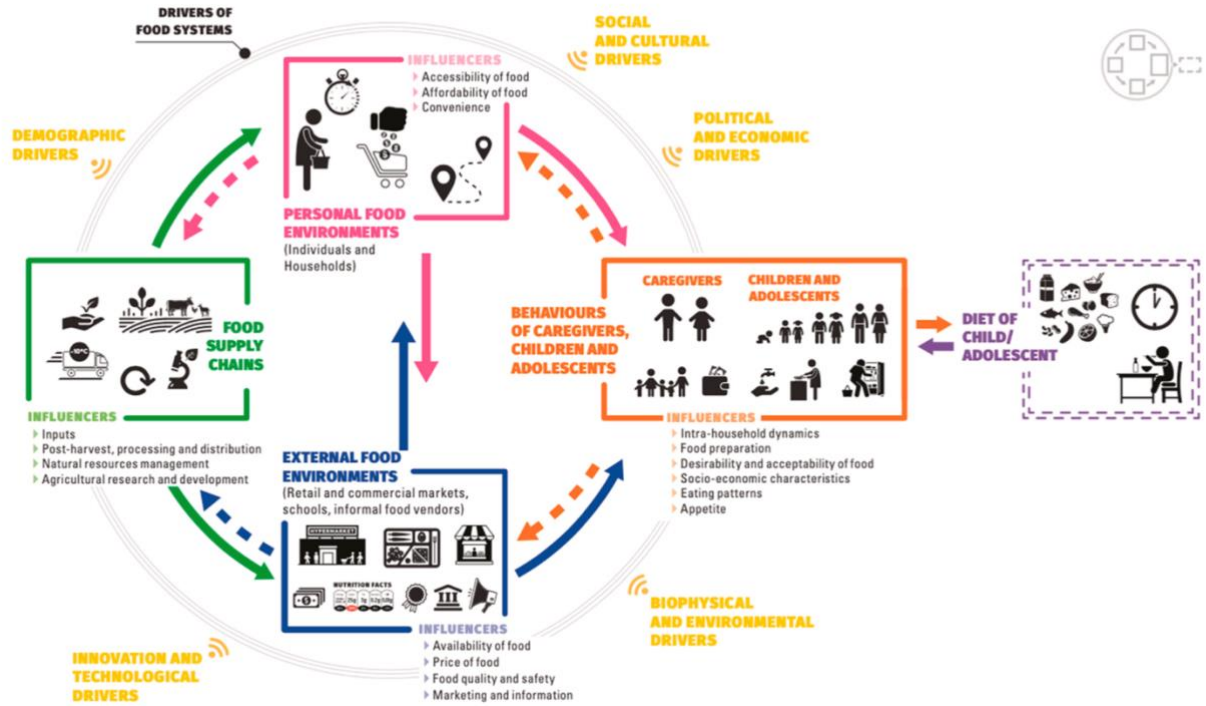 DRIVERS OF
FOOD SYSTEMS
SOCIAL
AND CULTURAL
DRIVERS
INFLUENCERS
Accessibility of food
Affordability of food
Convenience
POLITICAL
AND ECONOMIC
DRIVERS
DEMOGRAPHIC
DRIVERS
PERSONAL FOOD
ENVIRONMENTS
(Individuals and
Households)
FOOD
SUPPLY
CHAINS
-10°C
INFLUENCERS
Inputs
Post-harvest, processing and distribution
Natural resources management
Agricultural research and development
CAREGIVERS
CHILDREN AND
ADOLESCENTS
BEHAVIOURS
OF CAREGIVERS,
CHILDREN AND
ADOLESCENTS
INFLUENCERS
Intra-household dynamics
Food preparation
Desirability and acceptability of food
Socio-economic characteristics
Eating patterns
Appetite
DIET OF
CHILD/
ADOLESCENT
EXTERNAL FOOD
ENVIRONMENTS
(Retail and commercial markets,
schools, informal food vendors)
HYPERMARKET
NUTRITION FACTS
INFLUENCERS
Availability of food
Price of food
Food quality and safety
Marketing and information
BIOPHYSICAL
AND ENVIRONMENTAL
DRIVERS
INNOVATION AND
TECHNOLOGICAL
DRIVERS